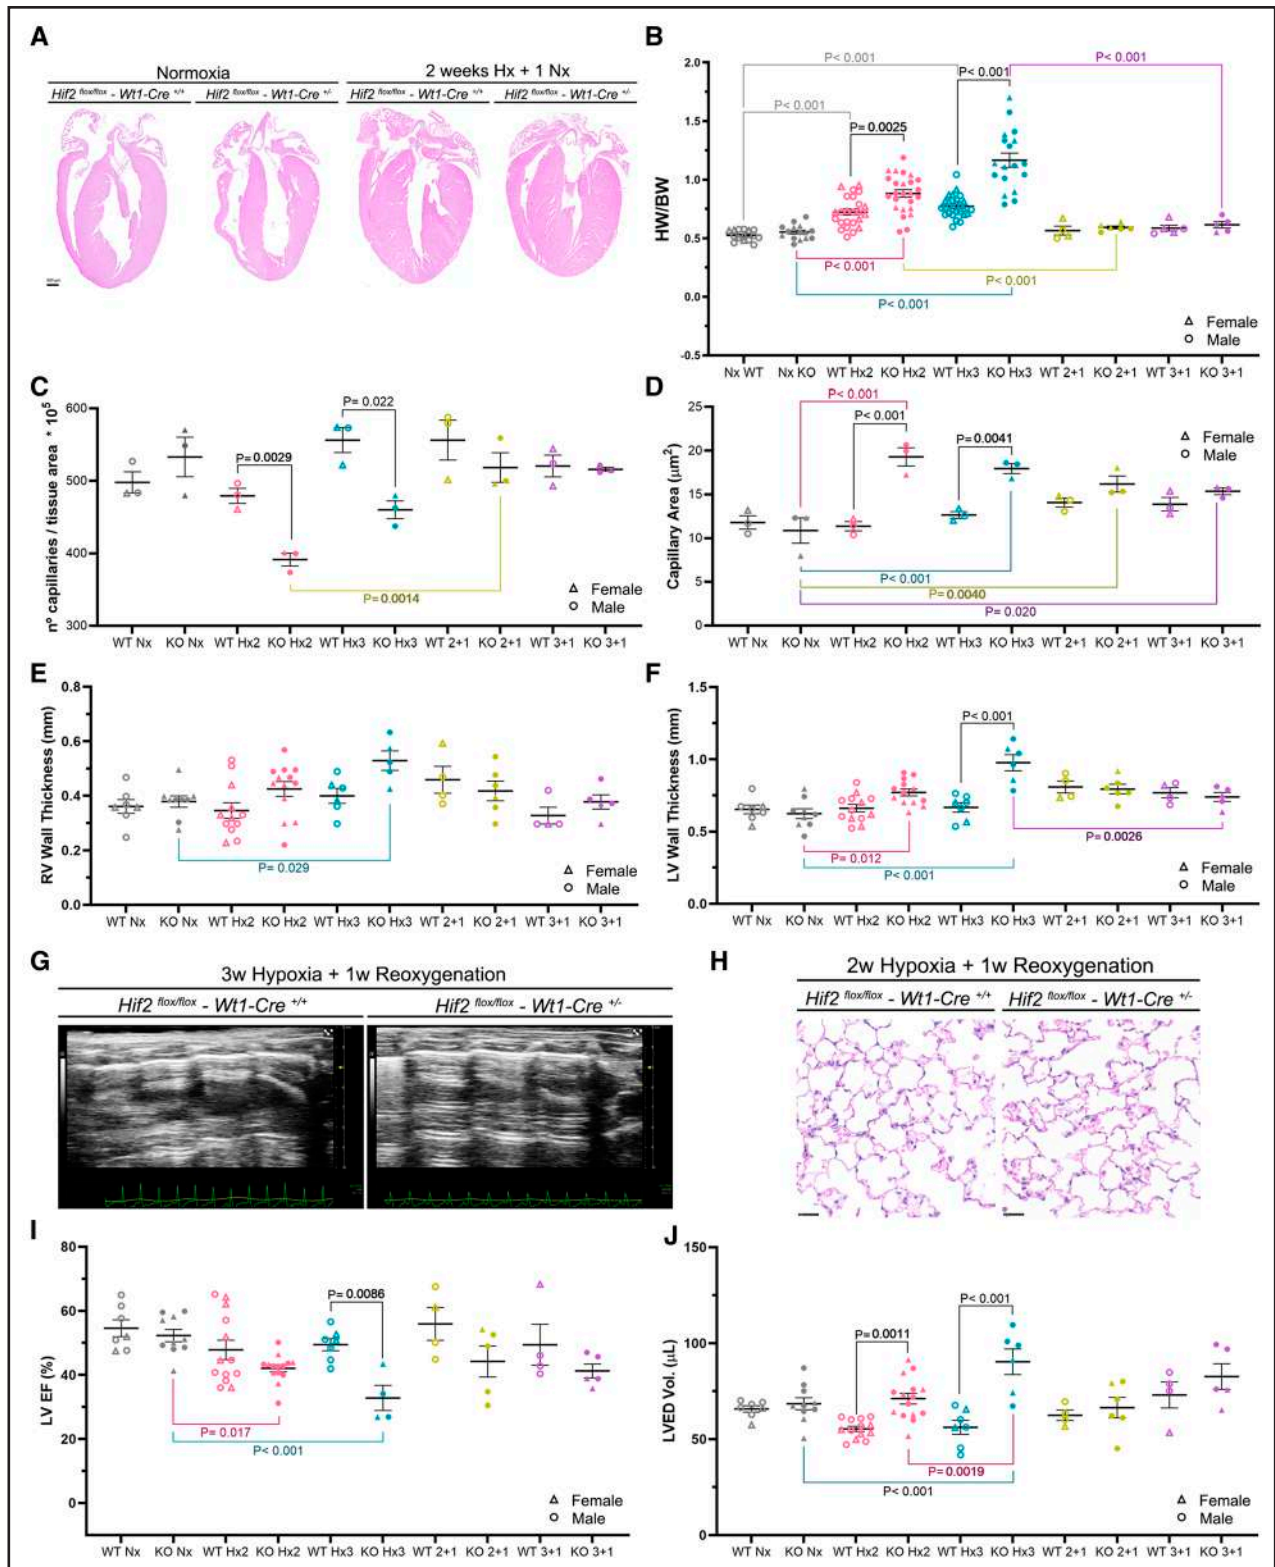 A
Normoxia
2 weeks Hx + 1 Nx
Hif2 flox/flox - Wt1-Cre +/+
Hif2 flox/flox - Wt1-Cre +/-
Hif2 flox/flox - Wt1-Cre +/+
Hif2 flox/flox - Wt1-Cre +/-
B
HW/BW
2.0
1.5
1.0
0.5
0.0
-0.5
P< 0.001
P< 0.001
P< 0.001
P< 0.001
P= 0.0025
P< 0.001
P< 0.001
P< 0.001
Female
Male
Nx WT
Nx KO
WT Hx2
KO Hx2
WT Hx3
KO Hx3
WT 2+1
KO 2+1
WT 3+1
KO 3+1
C
nº capillaries / tissue area * 10⁵
600
500
400
300
P= 0.0029
P= 0.022
P= 0.0014
Female
Male
WT Nx
KO Nx
WT Hx2
KO Hx2
WT Hx3
KO Hx3
WT 2+1
KO 2+1
WT 3+1
KO 3+1
D
Capillary Area (µm²)
25
20
15
10
5
0
P< 0.001
P< 0.001
P= 0.0041
P< 0.001
P= 0.0040
P= 0.020
Female
Male
WT Nx
KO Nx
WT Hx2
KO Hx2
WT Hx3
KO Hx3
WT 2+1
KO 2+1
WT 3+1
KO 3+1
E
RV Wall Thickness (mm)
0.8
0.6
0.4
0.2
0.0
P= 0.029
Female
Male
WT Nx
KO Nx
WT Hx2
KO Hx2
WT Hx3
KO Hx3
WT 2+1
KO 2+1
WT 3+1
KO 3+1
F
LV Wall Thickness (mm)
1.5
1.0
0.5
0.0
P< 0.001
P= 0.012
P= 0.0026
P< 0.001
Female
Male
WT Nx
KO Nx
WT Hx2
KO Hx2
WT Hx3
KO Hx3
WT 2+1
KO 2+1
WT 3+1
KO 3+1
G
3w Hypoxia + 1w Reoxygenation
Hif2 flox/flox - Wt1-Cre +/+
Hif2 flox/flox - Wt1-Cre +/-
H
2w Hypoxia + 1w Reoxygenation
Hif2 flox/flox - Wt1-Cre +/+
Hif2 flox/flox - Wt1-Cre +/-
I
LV EF (%)
80
60
40
20
0
P= 0.0086
P= 0.017
P< 0.001
Female
Male
WT Nx
KO Nx
WT Hx2
KO Hx2
WT Hx3
KO Hx3
WT 2+1
KO 2+1
WT 3+1
KO 3+1
J
LVED Vol. (µL)
150
100
50
0
P= 0.0011
P< 0.001
P= 0.0019
P< 0.001
Female
Male
WT Nx
KO Nx
WT Hx2
KO Hx2
WT Hx3
KO Hx3
WT 2+1
KO 2+1
WT 3+1
KO 3+1